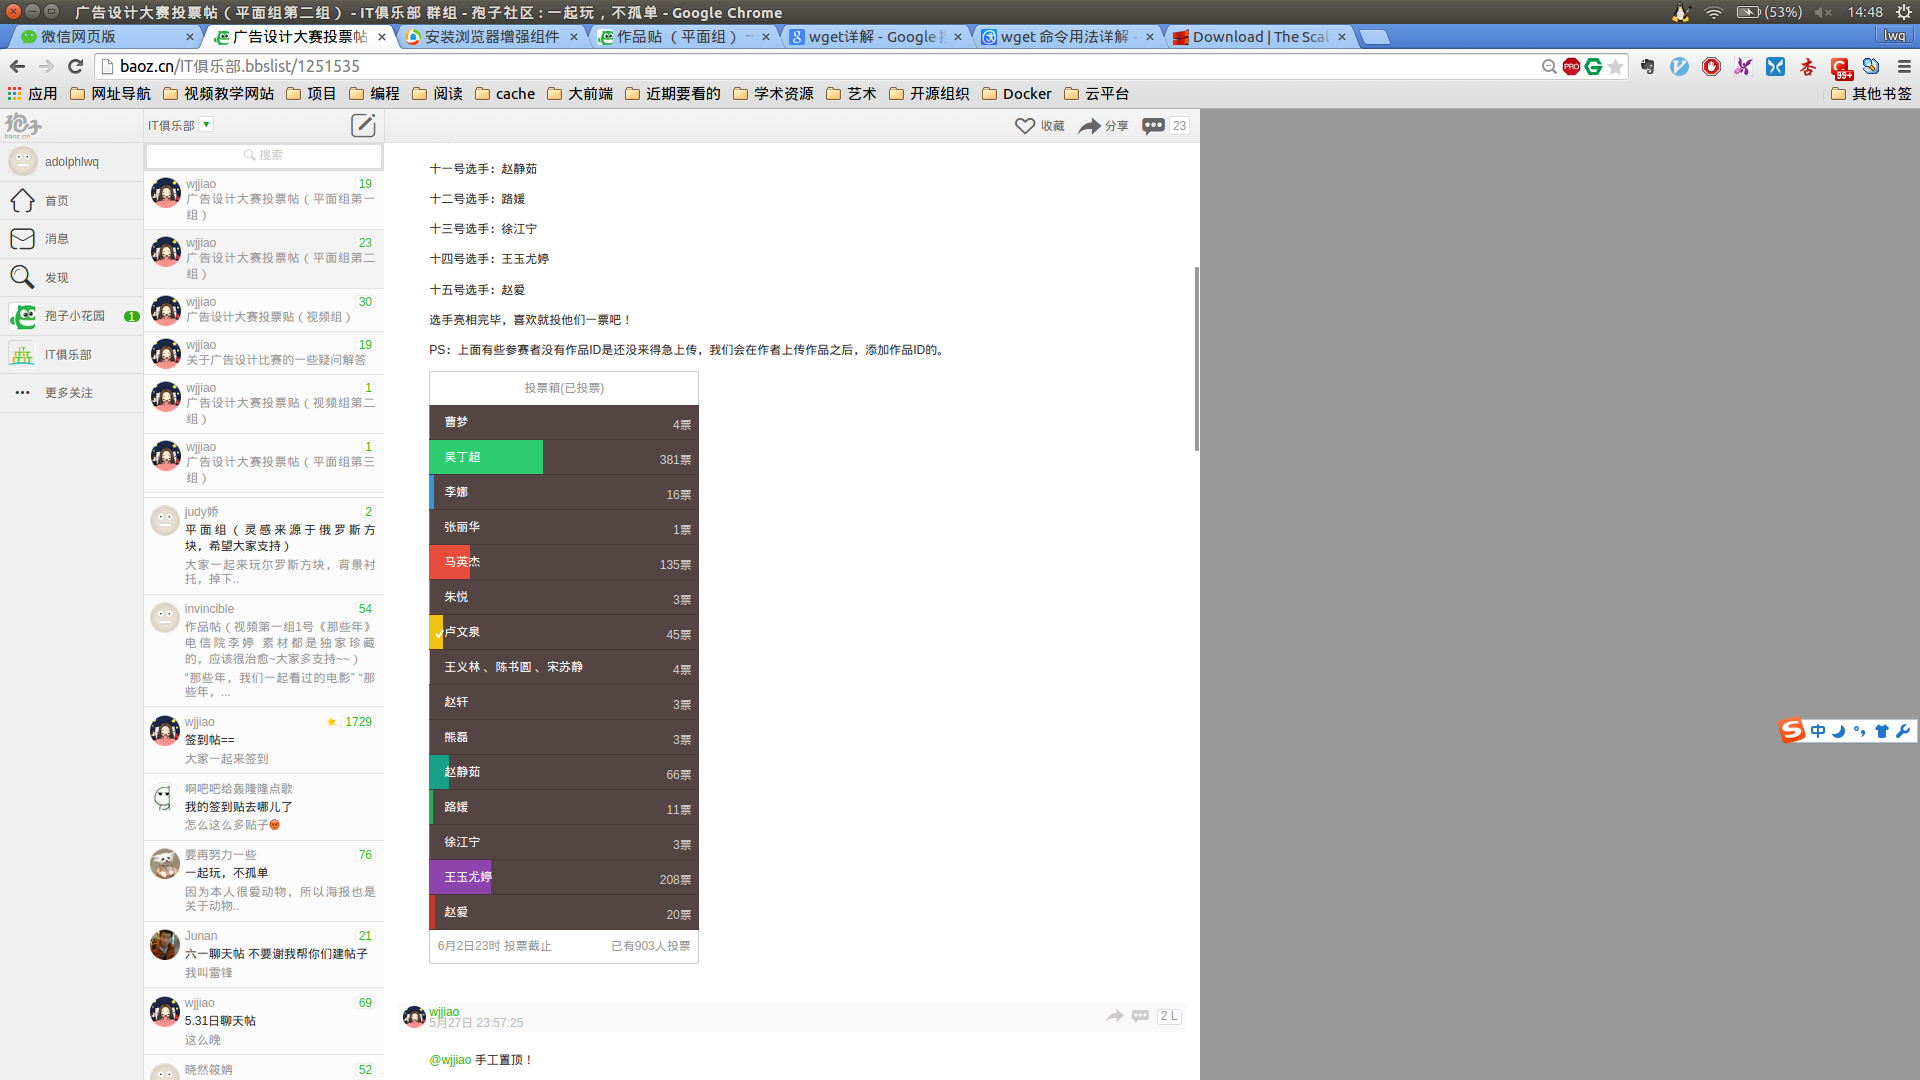 广告设计大赛投票帖（平面组第二组） - IT俱乐部 群组 - 孢子社区 : 一起玩，不孤单 - Google Chrome
(53%) 14:48
微信网页版
广告设计大赛投票帖
安装浏览器增强组件
作品贴 （平面组）
wget详解 - Google
wget 命令用法详解 -
Download | The Scal
lwq
baoz.cn/IT俱乐部.bbslist/1251535
PRO
99+
应用 网址导航 视频教学网站 项目 编程 阅读 cache 大前端 近期要看的 学术资源 艺术 开源组织 Docker 云平台 其他书签
孢子
baoz.cn
IT俱乐部
收藏 分享 23
adolphlwq
首页
消息
发现
孢子小花园 1
IT俱乐部
更多关注
搜索
wjjiao 19
广告设计大赛投票帖（平面组第一
组）
wjjiao 23
广告设计大赛投票帖（平面组第二
组）
wjjiao 30
广告设计大赛投票贴（视频组）
wjjiao 19
关于广告设计比赛的一些疑问解答
wjjiao 1
广告设计大赛投票贴（视频组第二
组）
wjjiao 1
广告设计大赛投票帖（平面组第三
组）
judy娇 2
平面组（灵感来源于俄罗斯方
块，希望大家支持）
大家一起来玩尔罗斯方块，背景衬
托，掉下..
invincible 54
作品帖（视频第一组1号《那些年》
电信院李婷 素材都是独家珍藏
的，应该很治愈~大家多支持~~）
“那些年，我们一起看过的电影” “那
些年，...
wjjiao 1729
签到帖==
大家一起来签到
啊吧吧给轰隆隆点歌
我的签到贴去哪儿了
怎么这么多贴子
要再努力一些 76
一起玩，不孤单
因为本人很爱动物，所以海报也是
关于动物..
Junan 21
六一聊天帖 不要谢我帮你们建帖子
我叫雷锋
wjjiao 69
5.31日聊天帖
这么晚
晓然筱娋 52
十一号选手：赵静茹
十二号选手：路媛
十三号选手：徐江宁
十四号选手：王玉尤婷
十五号选手：赵爱
选手亮相完毕，喜欢就投他们一票吧！
PS：上面有些参赛者没有作品ID是还没来得急上传，我们会在作者上传作品之后，添加作品ID的。
投票箱(已投票)
曹梦 4票
吴丁超 381票
李娜 16票
张丽华 1票
马英杰 135票
朱悦 3票
卢文泉 45票
王义林 、陈书圆 、宋苏静 4票
赵轩 3票
熊磊 3票
赵静茹 66票
路媛 11票
徐江宁 3票
王玉尤婷 208票
赵爱 20票
6月2日23时 投票截止 已有903人投票
wjjiao
5月27日 23:57:25 2 L
@wjjiao 手工置顶！
中